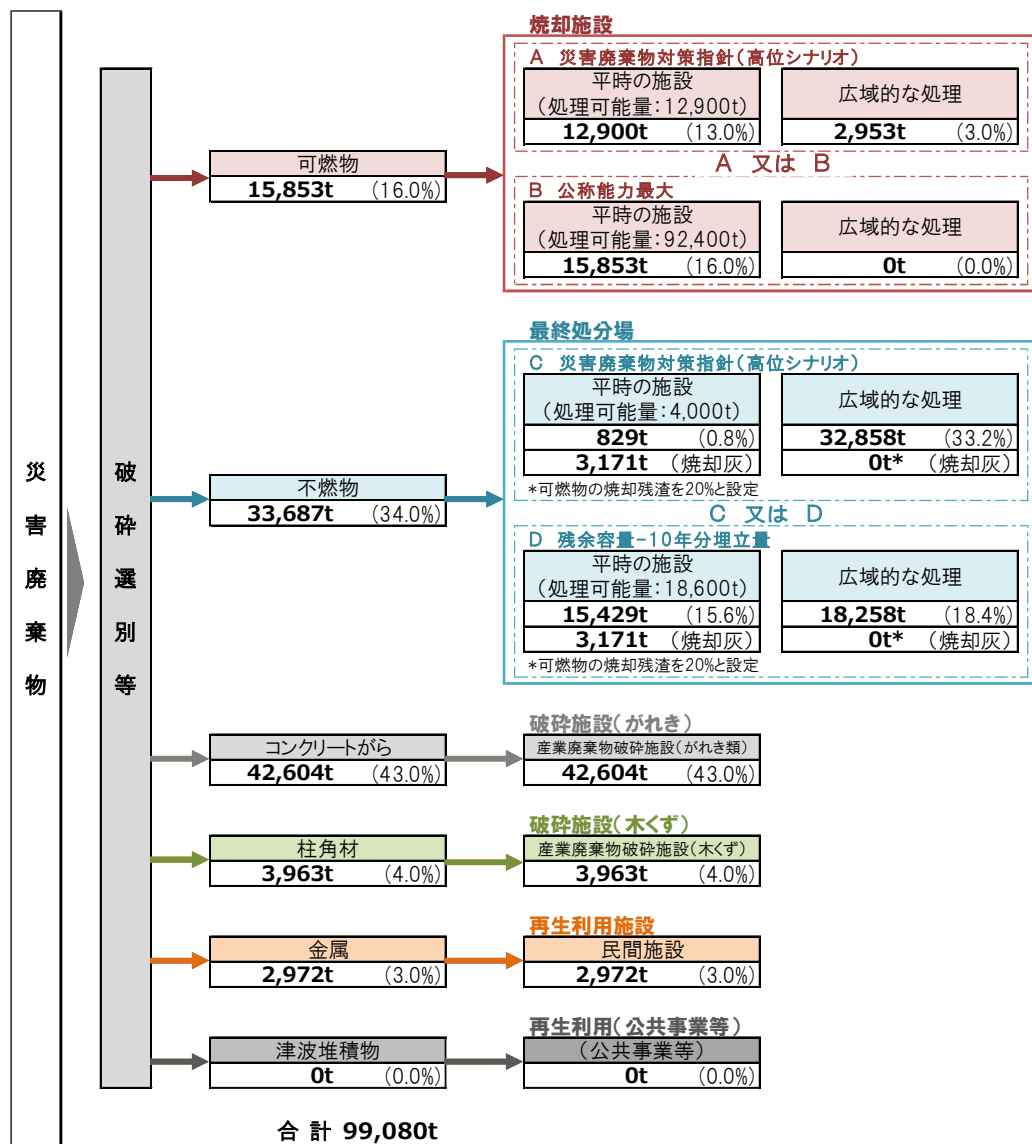 災害廃棄物
破砕選別等
焼却施設
A 災害廃棄物対策指針(高位シナリオ)
平時の施設
(処理可能量:12,900t)
12,900t (13.0%)
広域的な処理
2,953t (3.0%)
可燃物
15,853t (16.0%)
A 又は B
B 公称能力最大
平時の施設
(処理可能量:92,400t)
15,853t (16.0%)
広域的な処理
0t (0.0%)
最終処分場
C 災害廃棄物対策指針(高位シナリオ)
平時の施設
(処理可能量:4,000t)
829t (0.8%)
3,171t (焼却灰)
広域的な処理
32,858t (33.2%)
0t* (焼却灰)
*可燃物の焼却残渣を20%と設定
不燃物
33,687t (34.0%)
C 又は D
D 残余容量-10年分埋立量
平時の施設
(処理可能量:18,600t)
15,429t (15.6%)
3,171t (焼却灰)
広域的な処理
18,258t (18.4%)
0t* (焼却灰)
*可燃物の焼却残渣を20%と設定
破砕施設(がれき)
コンクリートがら
42,604t (43.0%)
産業廃棄物破砕施設(がれき類)
42,604t (43.0%)
破砕施設(木くず)
柱角材
3,963t (4.0%)
産業廃棄物破砕施設(木くず)
3,963t (4.0%)
再生利用施設
金属
2,972t (3.0%)
民間施設
2,972t (3.0%)
再生利用(公共事業等)
津波堆積物
0t (0.0%)
(公共事業等)
0t (0.0%)
合 計 99,080t